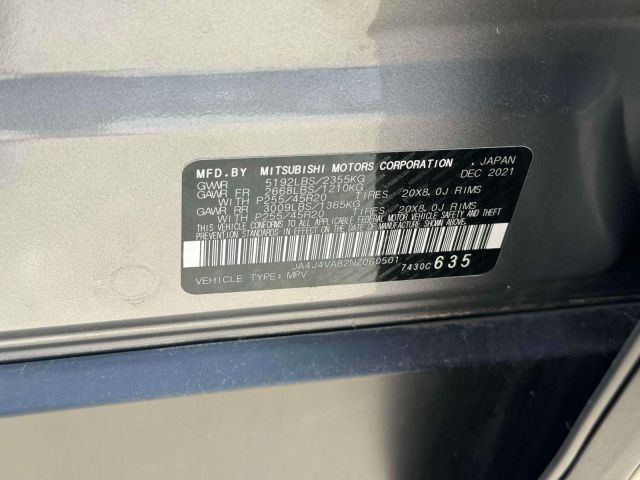 MFD.BY MITSUBISHI MOTORS CORPORATION, JAPAN
GVWR 5192LBS/2355KG DEC 2021
GAWR FR 2668LBS/1210KG
WITH P255/45R20 TIRES 20X8.0J RIMS
GAWR RR 3009LBS/1365KG
WITH P255/45R20 TIRES 20X8.0J RIMS
THIS VEHICLE CONFORMS TO ALL APPLICABLE FEDERAL MOTOR VEHICLE SAFETY, BUMPER AND THEFT
PREVENTION STANDARDS IN EFFECT ON THE DATE OF MANUFACTURE SHOWN ABOVE.
JA4J4VA82NZ060501 7430C 635
VEHICLE TYPE: MPV